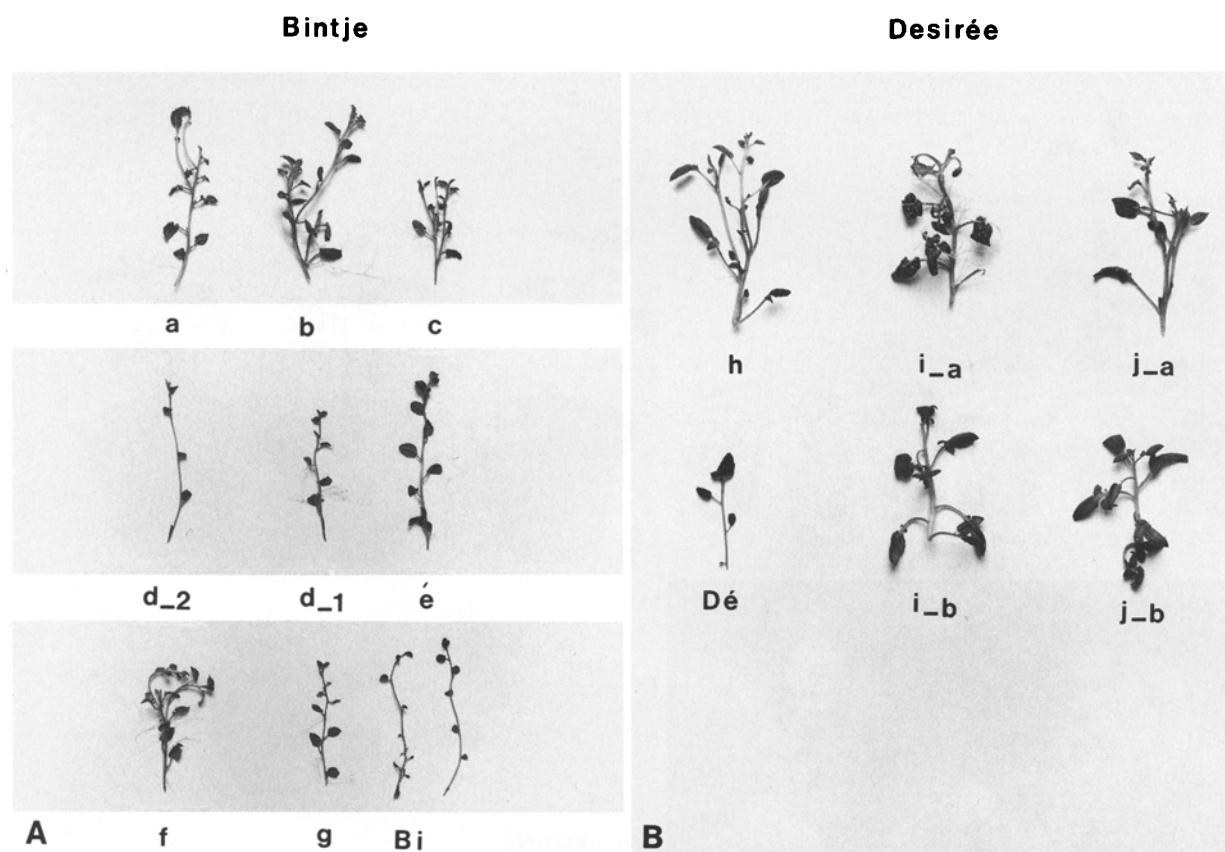 Bintje
Desirée
a b c
d_2 d_1 é
f g Bi
A
h i_a j_a
Dé i_b j_b
B